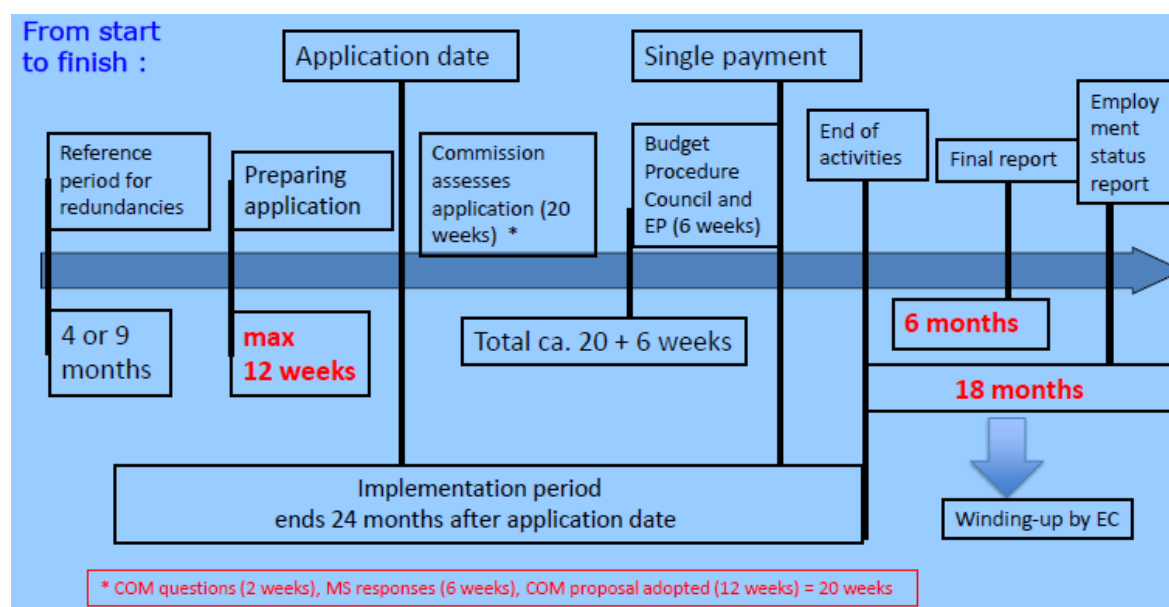 From start
to finish :
Application date
Single payment
Employ
ment
status
report
Reference
period for
redundancies
Preparing
application
Commission
assesses
application (20
weeks) *
Budget
Procedure
Council and
EP (6 weeks)
End of
activities
Final report
4 or 9
months
max
12 weeks
Total ca. 20 + 6 weeks
6 months
18 months
Implementation period
ends 24 months after application date
Winding-up by EC
* COM questions (2 weeks), MS responses (6 weeks), COM proposal adopted (12 weeks) = 20 weeks